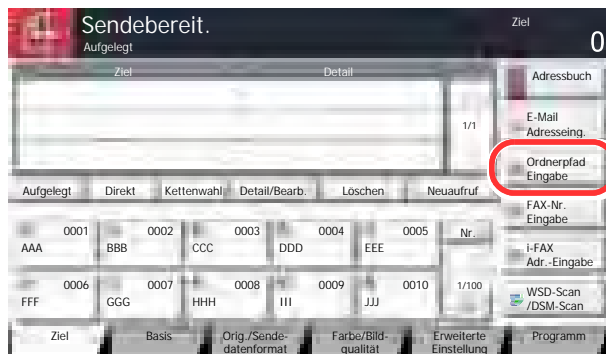 Sendebereit.
Aufgelegt
Ziel
0
Ziel Detail
1/1
Aufgelegt Direkt Kettenwahl Detail/Bearb. Löschen Neuaufruf
0001 0002 0003 0004 0005 Nr.
AAA BBB CCC DDD EEE
0006 0007 0008 0009 0010 1/100
FFF GGG HHH III JJJ
Adressbuch
E-Mail
Adresseing.
Ordnerpfad
Eingabe
FAX-Nr.
Eingabe
i-FAX
Adr.-Eingabe
WSD-Scan
/DSM-Scan
Ziel
Basis
Orig./Sende-
datenformat
Farbe/Bild-
qualität
Erweiterte
Einstellung
Programm